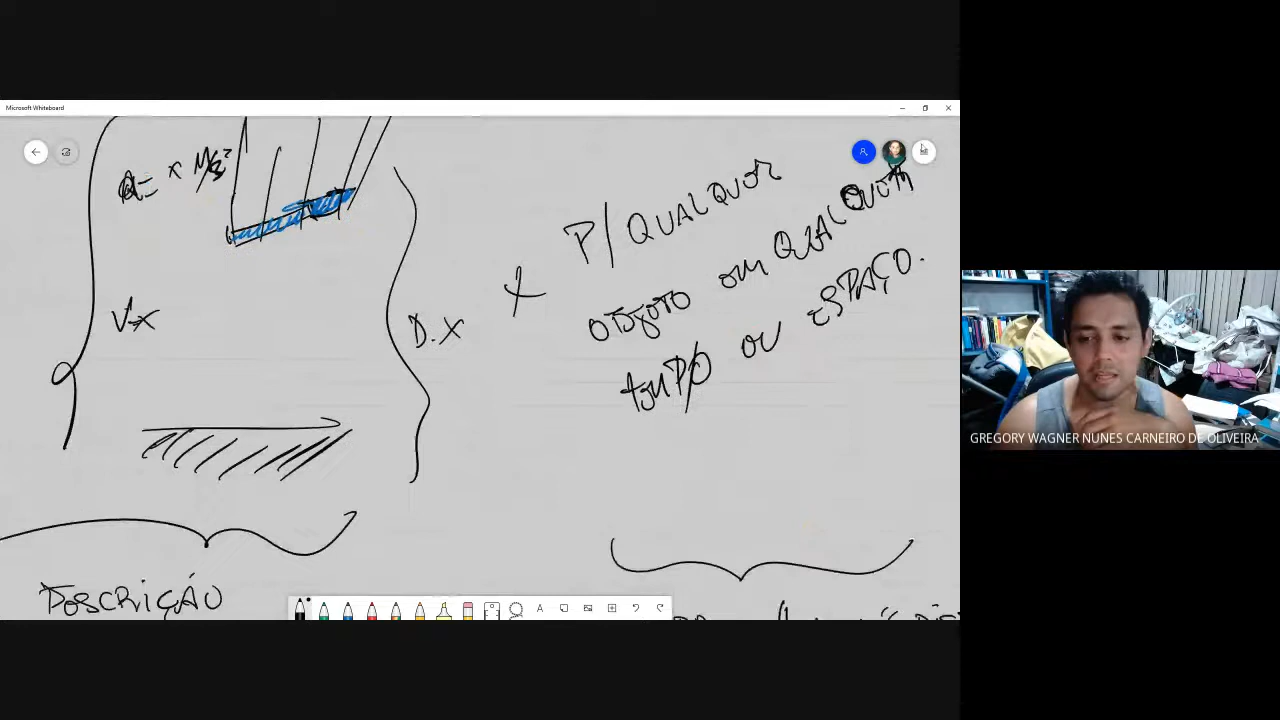 Microsoft Whiteboard
a = x M/s²
P/ QUALQUER
OBJETO em QUALQUER
tEMPO ou ESPAÇO.
V=x
D. x
+
DESCRIÇÃO
A
GREGORY WAGNER NUNES CARNEIRO DE OLIVEIRA